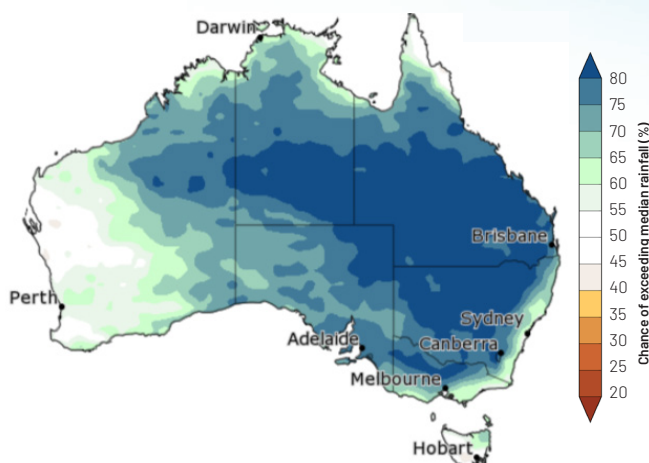 Darwin
Brisbane
Perth
Sydney
Adelaide
Canberra
Melbourne
Hobart
80
75
70
65
60
55
50
45
40
35
30
25
20
Chance of exceeding median rainfall (%)